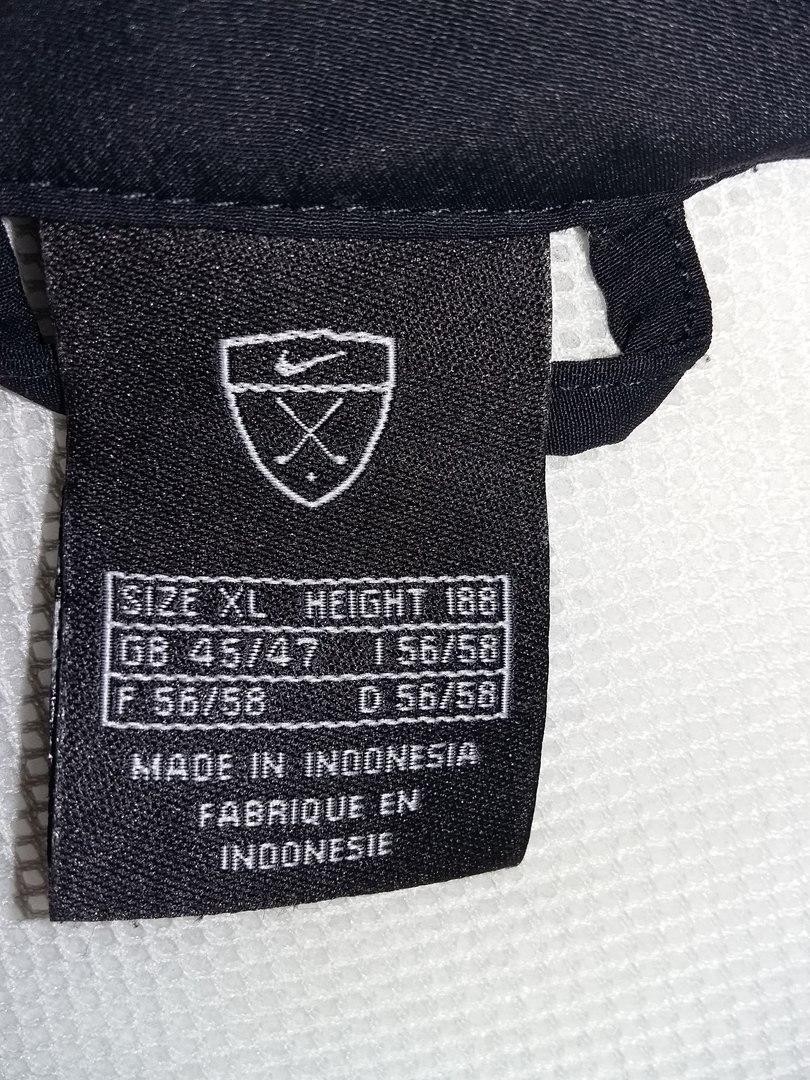 SIZE XL HEIGHT 188
GB 45/47 I 56/58
F 56/58 D 56/58
MADE IN INDONESIA
FABRIQUE EN
INDONESIE